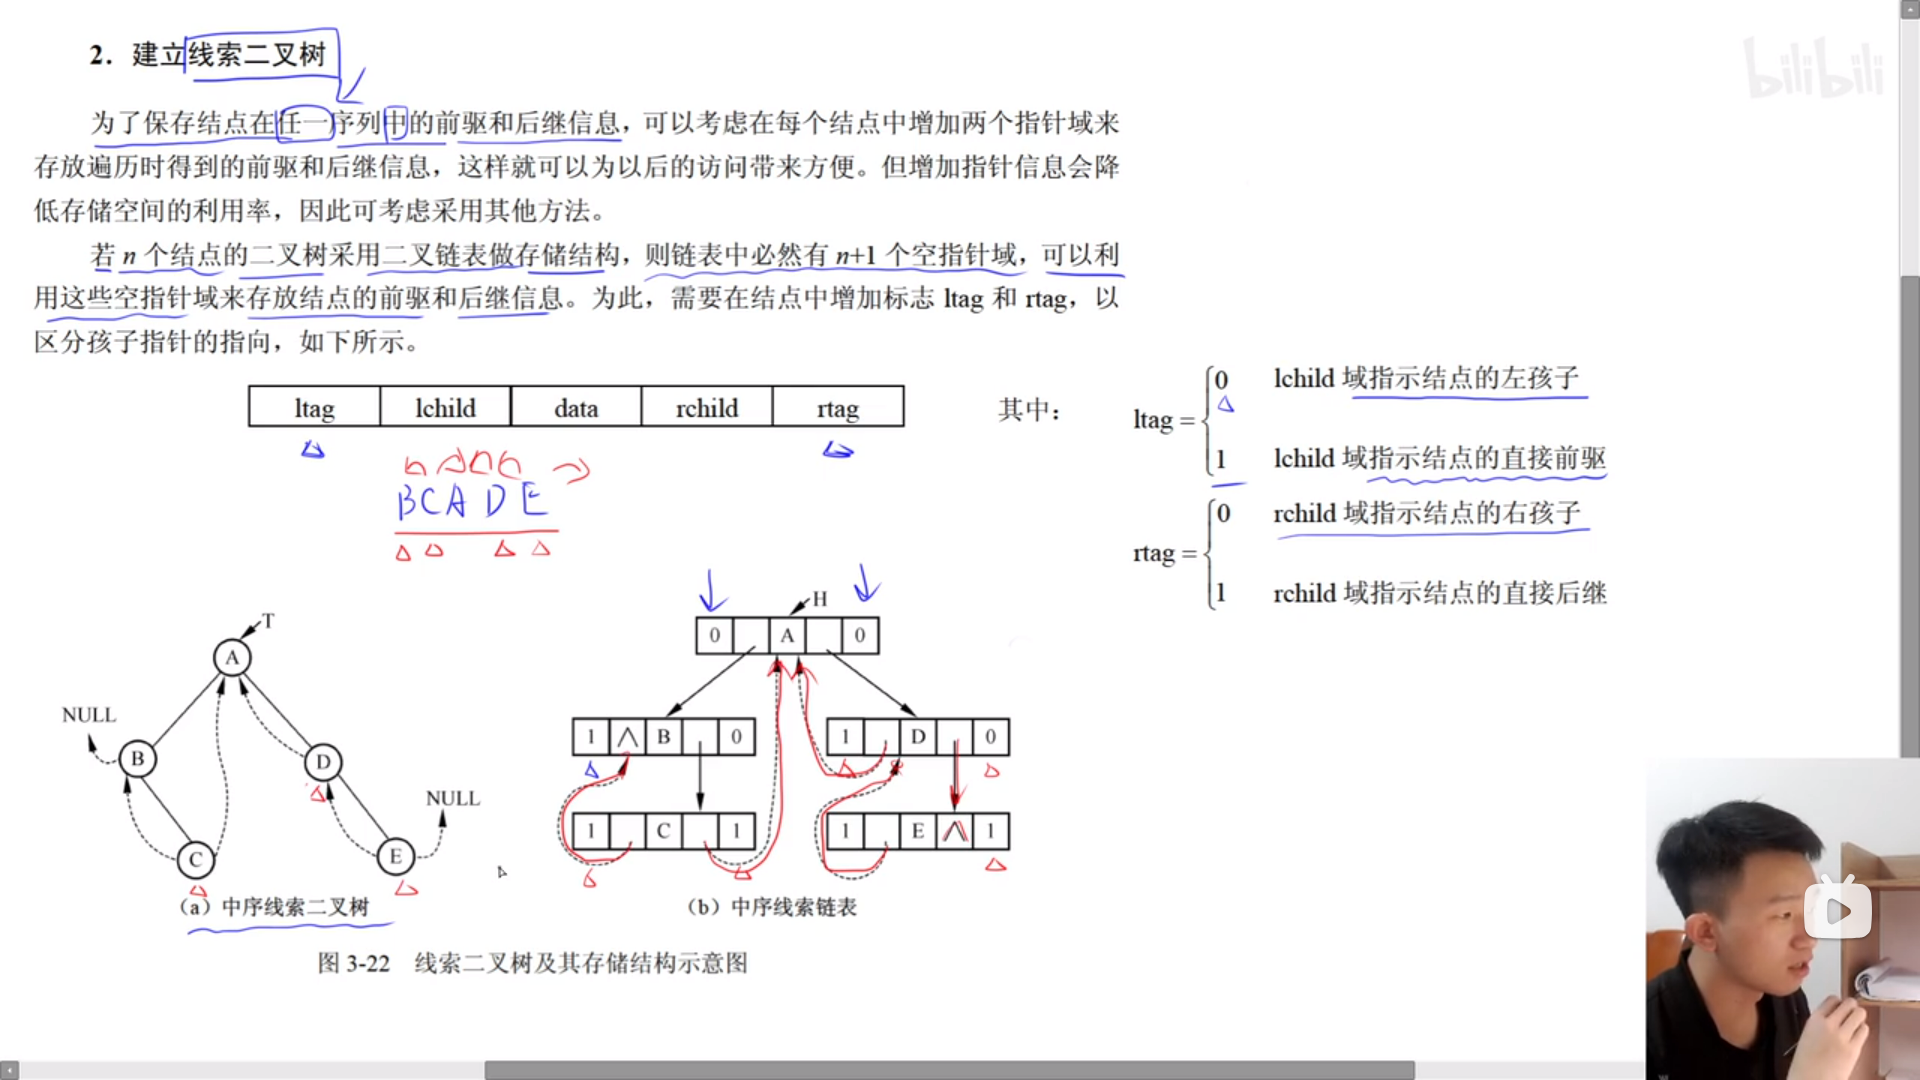 bilibili
2. 建立线索二叉树
为了保存结点在任一序列中的前驱和后继信息，可以考虑在每个结点中增加两个指针域来
存放遍历时得到的前驱和后继信息，这样就可以为以后的访问带来方便。但增加指针信息会降
低存储空间的利用率，因此可考虑采用其他方法。
若 n 个结点的二叉树采用二叉链表做存储结构，则链表中必然有 n+1 个空指针域，可以利
用这些空指针域来存放结点的前驱和后继信息。为此，需要在结点中增加标志 ltag 和 rtag，以
区分孩子指针的指向，如下所示。
ltag lchild data rchild rtag
其中：
ltag =
0 lchild 域指示结点的左孩子
1 lchild 域指示结点的直接前驱
rtag =
0 rchild 域指示结点的右孩子
1 rchild 域指示结点的直接后继
BCA D E
T
A
NULL
B
D
NULL
C
E
（a）中序线索二叉树
H
0 A 0
1 ∧ B 0
1 D 0
1 C 1
1 E ∧ 1
（b）中序线索链表
图 3-22 线索二叉树及其存储结构示意图